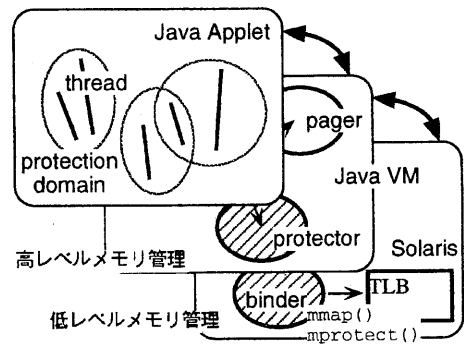 Java Applet
thread
protection
domain
pager
Java VM
protector
Solaris
高レベルメモリ管理
binder
TLB
低レベルメモリ管理
mmap()
mprotect()